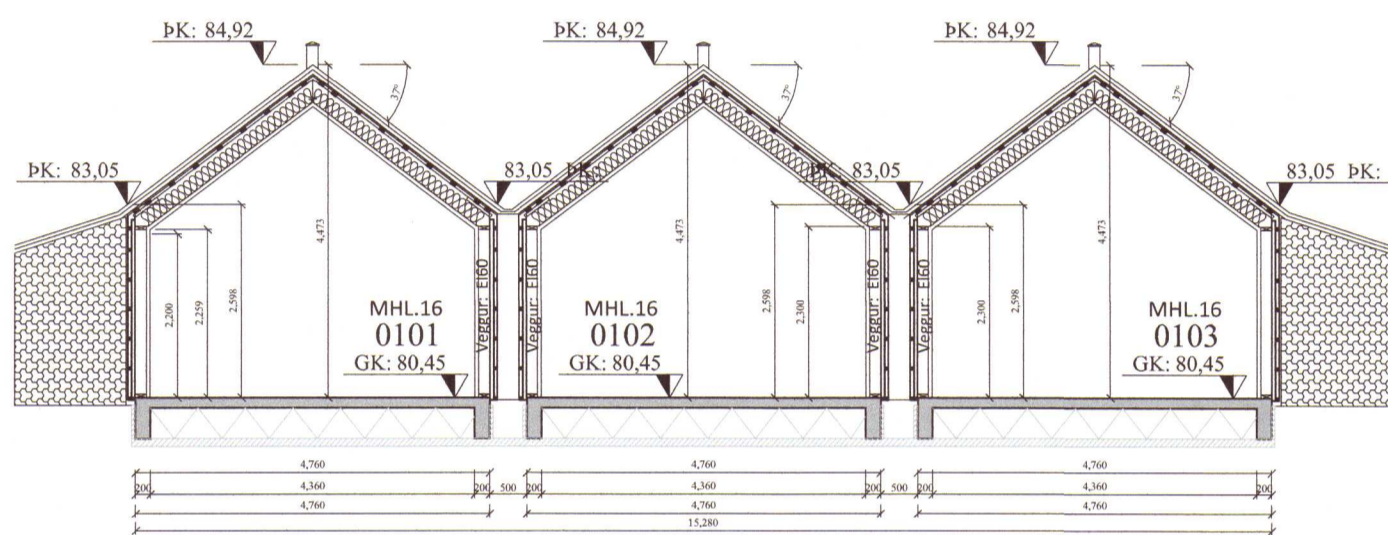 ÞK: 84,92 ÞK: 84,92 ÞK: 84,92
37° 37° 37°
ÞK: 83,05 83,05 ÞK: ÞK: 83,05 83,05 ÞK:
4,473 4,473 4,473
2,200 2,259 2,598 2,598 2,300 2,300 2,598
Veggur: EI60 Veggur: EI60 Veggur: EI60 Veggur: EI60
MHL.16 MHL.16 MHL.16
0101 0102 0103
GK: 80,45 GK: 80,45 GK: 80,45
4,760 4,760 4,760
200 4,360 200 500 200 4,360 200 500 200 4,360 200
4,760 4,760 4,760
15,280